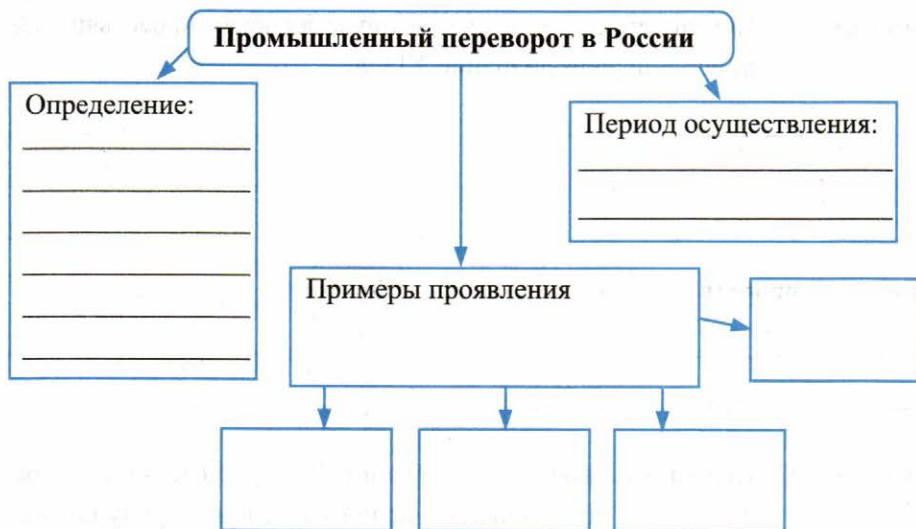 Промышленный переворот в России
Определение:
Период осуществления:
Примеры проявления